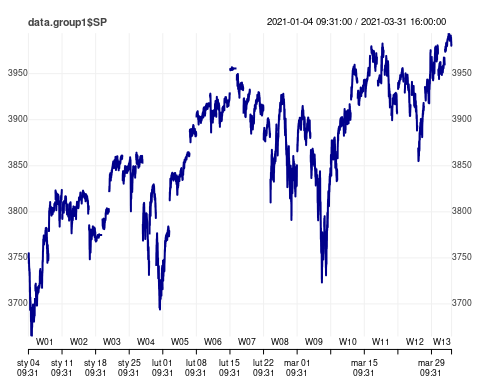 data.group1$SP 2021-01-04 09:31:00 / 2021-03-31 16:00:00
3950 3950
3900 3900
3850 3850
3800 3800
3750 3750
3700 3700
W01 W02 W03 W04 W05 W06 W07 W08 W09 W10 W11 W12 W13
sty 04 sty 11 sty 18 sty 25 lut 01 lut 08 lut 15 lut 22 mar 01 mar 15 mar 29
09:31 09:31 09:31 09:31 09:31 09:31 09:31 09:31 09:31 09:31 09:31